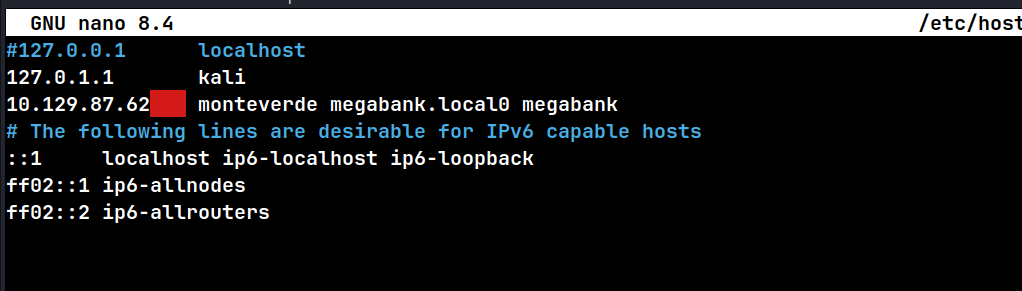 GNU nano 8.4 /etc/host
#127.0.0.1 localhost
127.0.1.1 kali
10.129.87.62 monteverde megabank.local0 megabank
# The following lines are desirable for IPv6 capable hosts
::1 localhost ip6-localhost ip6-loopback
ff02::1 ip6-allnodes
ff02::2 ip6-allrouters